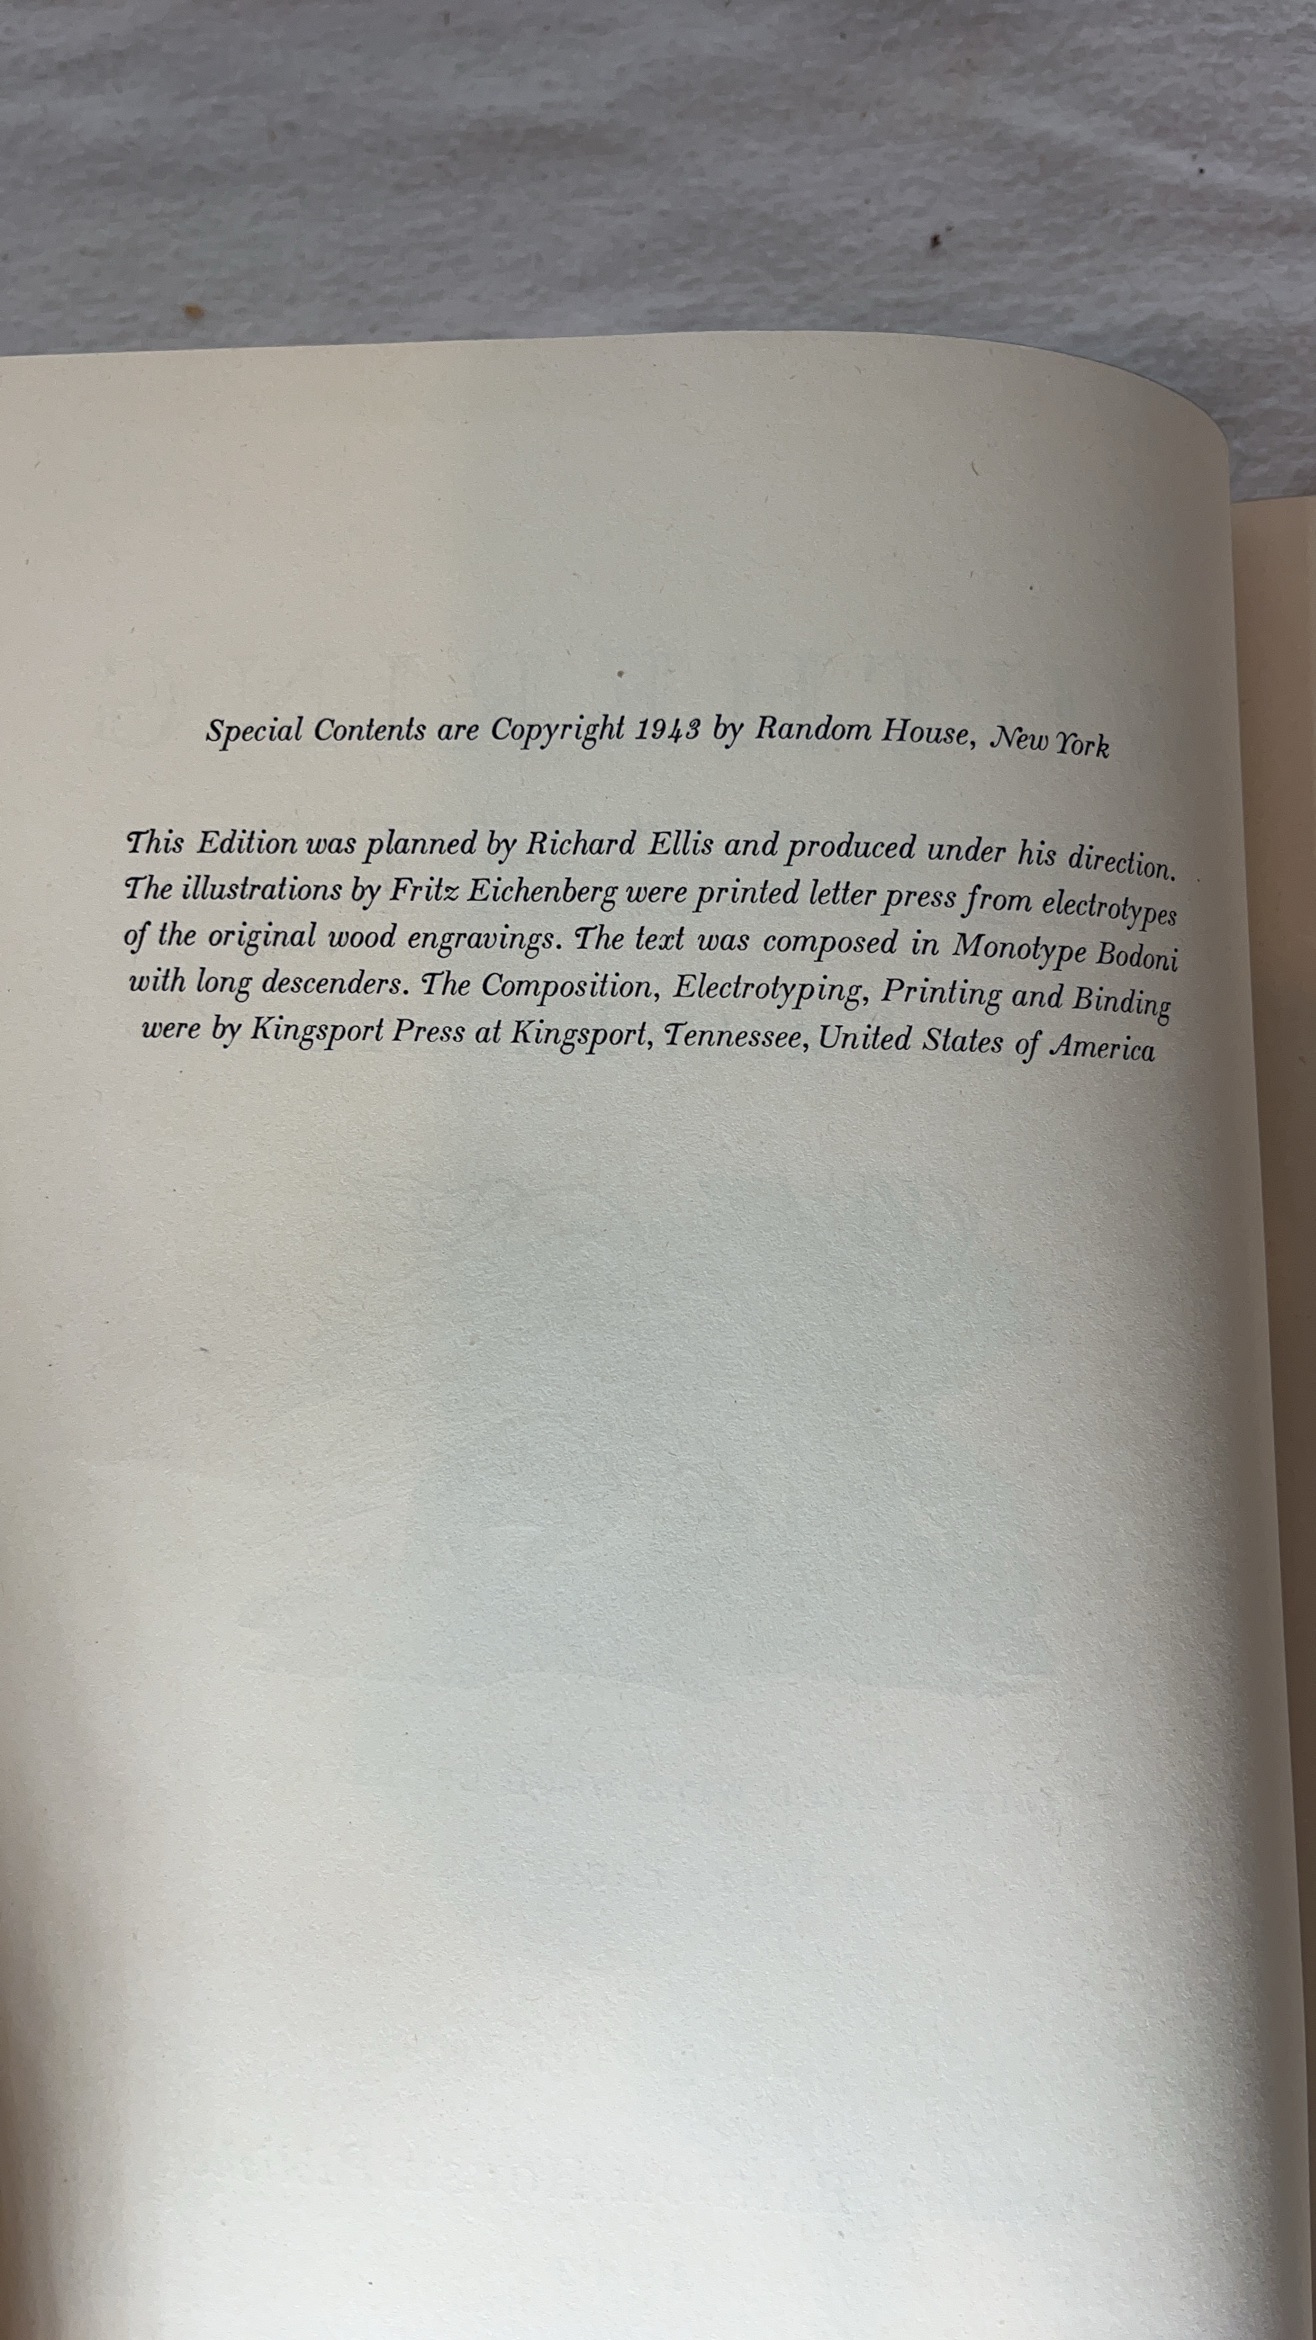 Special Contents are Copyright 1943 by Random House, New York
This Edition was planned by Richard Ellis and produced under his direction.
The illustrations by Fritz Eichenberg were printed letter press from electrotypes
of the original wood engravings. The text was composed in Monotype Bodoni
with long descenders. The Composition, Electrotyping, Printing and Binding
were by Kingsport Press at Kingsport, Tennessee, United States of America